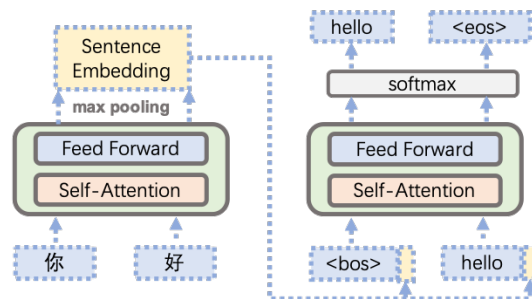 Sentence
Embedding
max pooling
Feed Forward
Self-Attention
你
好
hello
<eos>
softmax
Feed Forward
Self-Attention
<bos>
hello